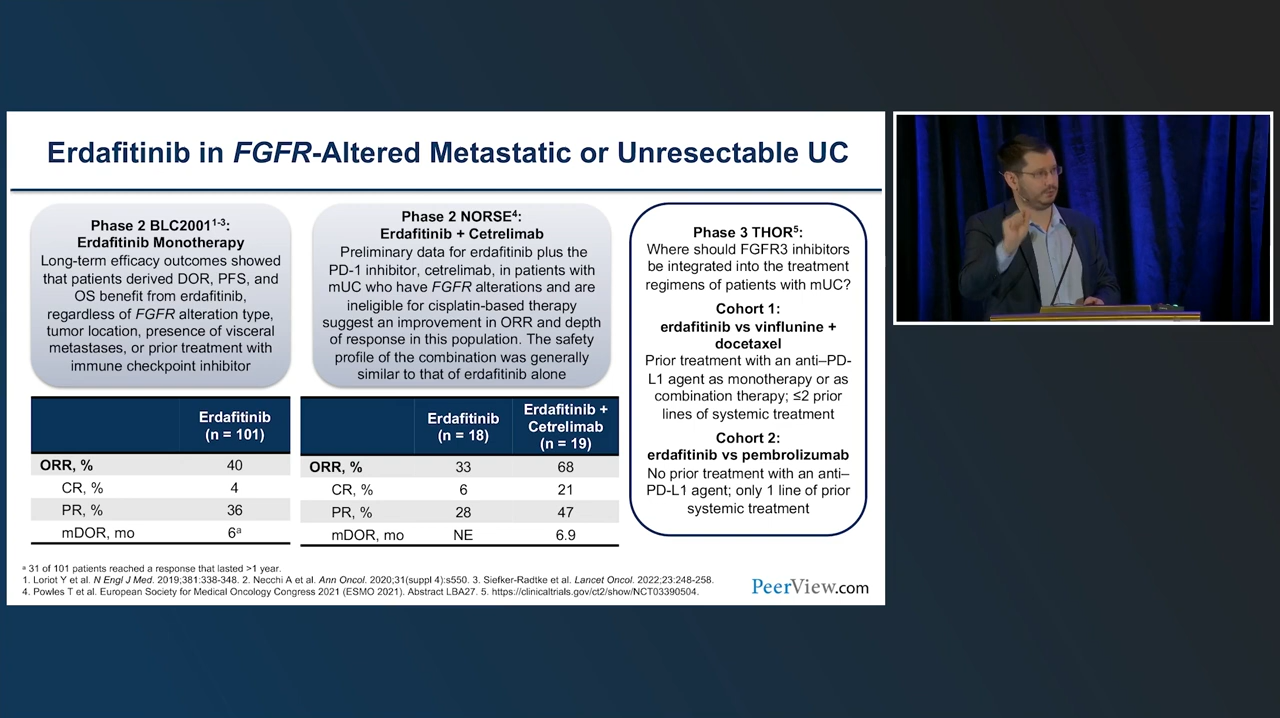 Erdafitinib in FGFR-Altered Metastatic or Unresectable UC
Phase 2 BLC2001¹⁻³:
Erdafitinib Monotherapy
Long-term efficacy outcomes showed
that patients derived DOR, PFS, and
OS benefit from erdafitinib,
regardless of FGFR alteration type,
tumor location, presence of visceral
metastases, or prior treatment with
immune checkpoint inhibitor
Erdafitinib
(n = 101)
ORR, % 40
CR, % 4
PR, % 36
mDOR, mo 6ᵃ
Phase 2 NORSE⁴:
Erdafitinib + Cetrelimab
Preliminary data for erdafitinib plus the
PD-1 inhibitor, cetrelimab, in patients with
mUC who have FGFR alterations and are
ineligible for cisplatin-based therapy
suggest an improvement in ORR and depth
of response in this population. The safety
profile of the combination was generally
similar to that of erdafitinib alone
Erdafitinib
(n = 18)
Erdafitinib +
Cetrelimab
(n = 19)
ORR, % 33 68
CR, % 6 21
PR, % 28 47
mDOR, mo NE 6.9
Phase 3 THOR⁵:
Where should FGFR3 inhibitors
be integrated into the treatment
regimens of patients with mUC?
Cohort 1:
erdafitinib vs vinflunine +
docetaxel
Prior treatment with an anti–PD-
L1 agent as monotherapy or as
combination therapy; ≤2 prior
lines of systemic treatment
Cohort 2:
erdafitinib vs pembrolizumab
No prior treatment with an anti–
PD-L1 agent; only 1 line of prior
systemic treatment
ᵃ 31 of 101 patients reached a response that lasted >1 year.
1. Loriot Y et al. N Engl J Med. 2019;381:338-348. 2. Necchi A et al. Ann Oncol. 2020;31(suppl 4):s550. 3. Siefker-Radtke et al. Lancet Oncol. 2022;23:248-258.
4. Powles T et al. European Society for Medical Oncology Congress 2021 (ESMO 2021). Abstract LBA27. 5. https://clinicaltrials.gov/ct2/show/NCT03390504.
PeerView.com